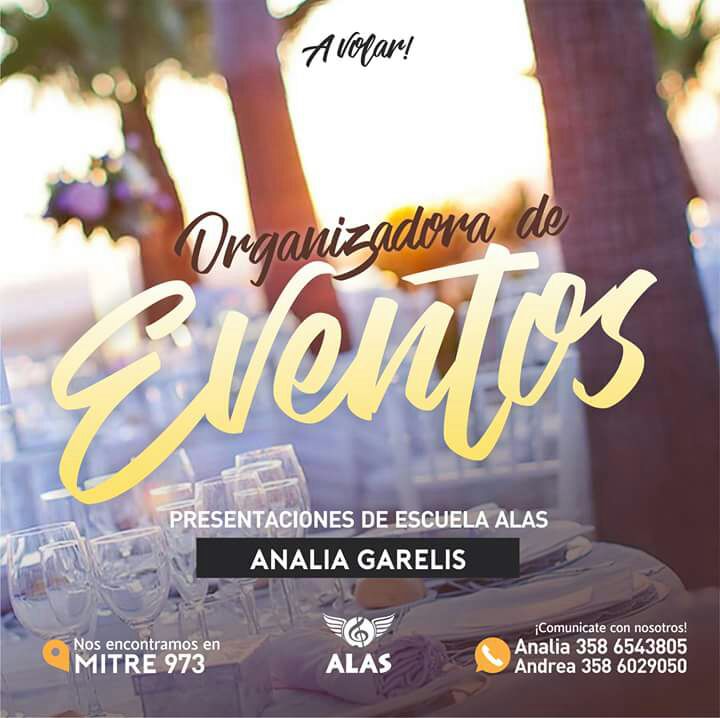 A volar!
Organizadora de
Eventos
PRESENTACIONES DE ESCUELA ALAS
ANALIA GARELIS
Nos encontramos en
MITRE 973
ALAS
¡Comunicate con nosotros!
Analia 358 6543805
Andrea 358 6029050